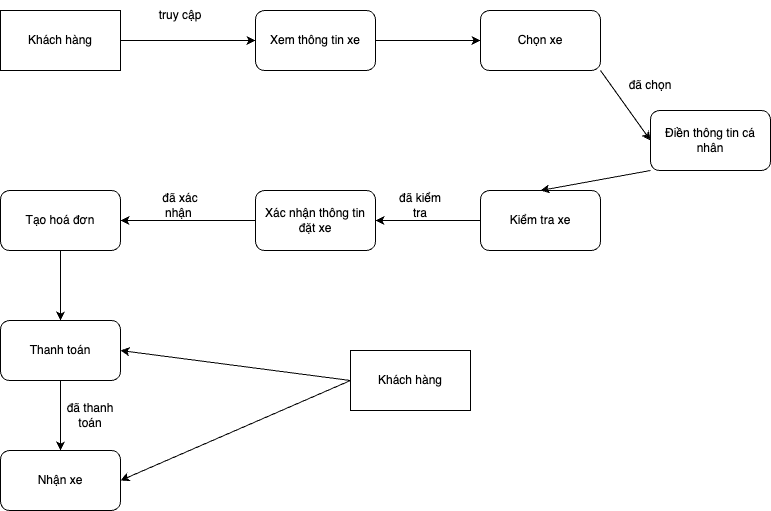 truy cập
Khách hàng
Xem thông tin xe
Chọn xe
đã chọn
Điền thông tin cá
nhân
đã xác
nhận
đã kiểm
tra
Tạo hoá đơn
Xác nhận thông tin
đặt xe
Kiểm tra xe
Thanh toán
Khách hàng
đã thanh
toán
Nhận xe